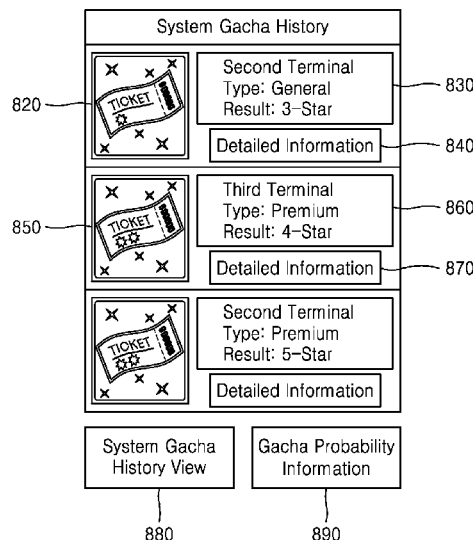 System Gacha History
820
TICKET
Second Terminal
Type: General
Result: 3-Star
830
Detailed Information
840
850
TICKET
Third Terminal
Type: Premium
Result: 4-Star
860
Detailed Information
870
TICKET
Second Terminal
Type: Premium
Result: 5-Star
Detailed Information
System Gacha
History View
Gacha Probability
Information
880
890